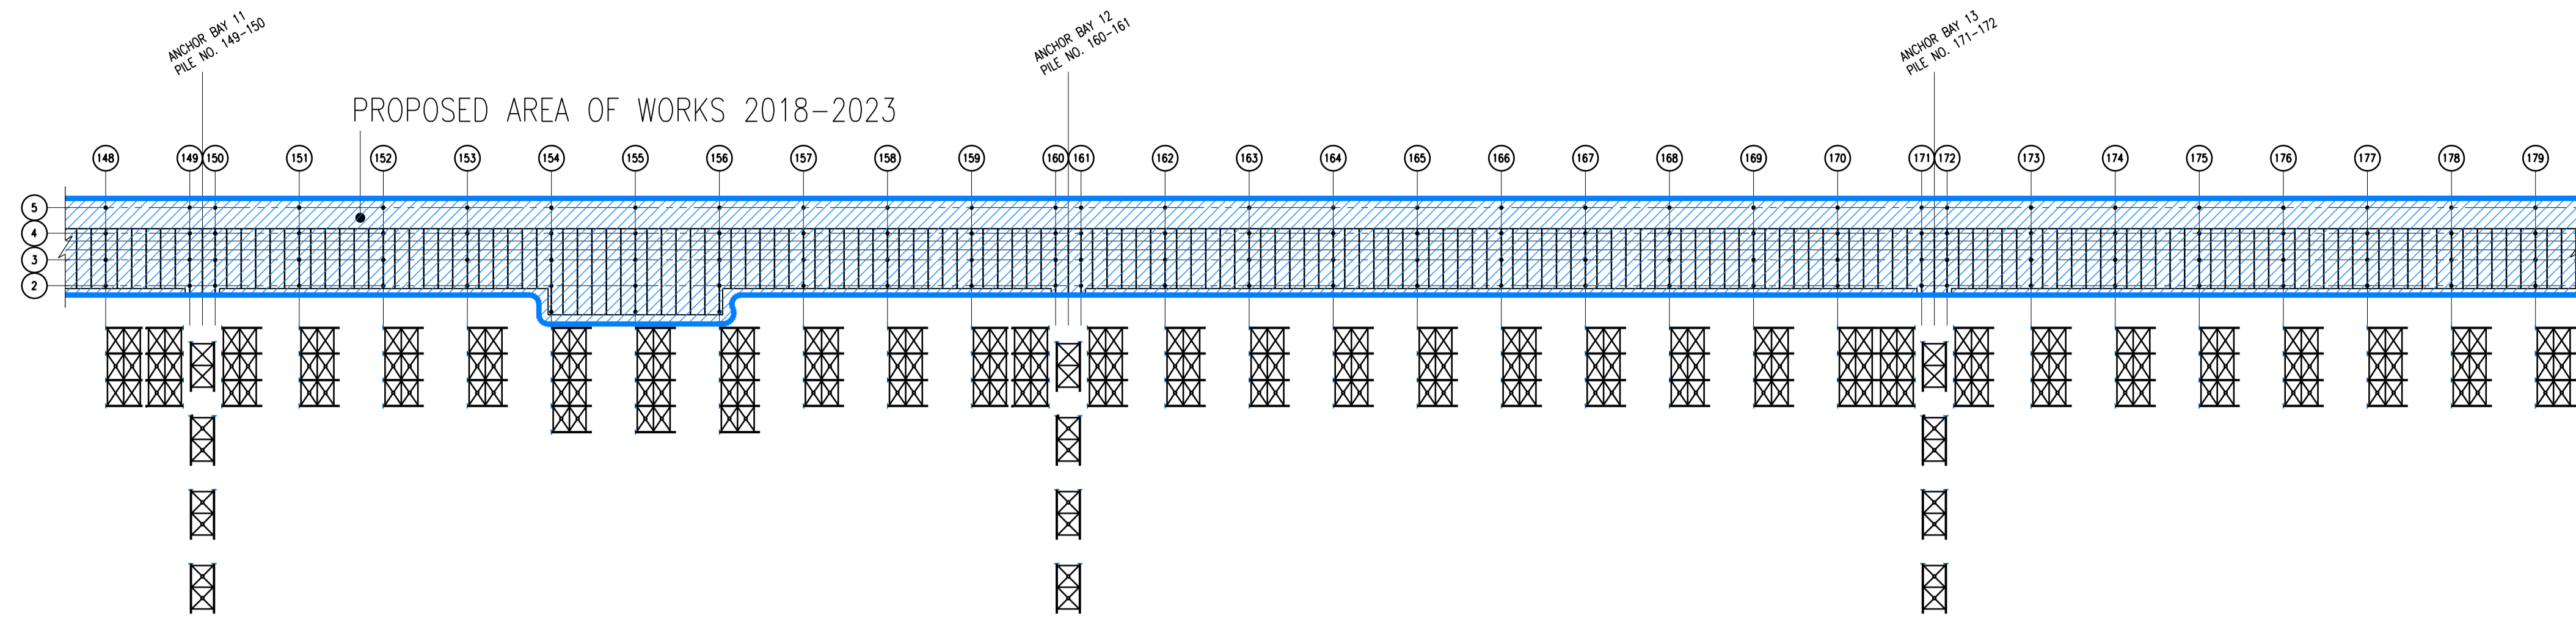 ANCHOR BAY 11
PILE NO. 149-150
ANCHOR BAY 12
PILE NO. 160-161
ANCHOR BAY 13
PILE NO. 171-172
PROPOSED AREA OF WORKS 2018-2023
148 149 150 151 152 153 154 155 156 157 158 159 160 161 162 163 164 165 166 167 168 169 170 171 172 173 174 175 176 177 178 179
5
4
3
2